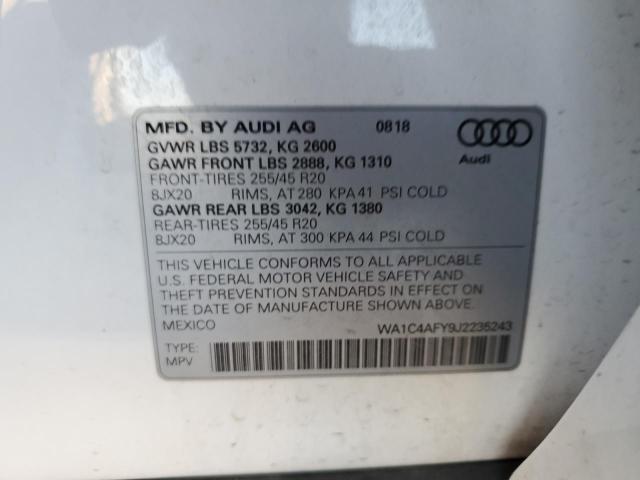 MFD. BY AUDI AG 0818
GVWR LBS 5732, KG 2600
GAWR FRONT LBS 2888, KG 1310
FRONT-TIRES 255/45 R20
8JX20 RIMS, AT 280 KPA 41 PSI COLD
GAWR REAR LBS 3042, KG 1380
REAR-TIRES 255/45 R20
8JX20 RIMS, AT 300 KPA 44 PSI COLD
Audi
THIS VEHICLE CONFORMS TO ALL APPLICABLE
U.S. FEDERAL MOTOR VEHICLE SAFETY AND
THEFT PREVENTION STANDARDS IN EFFECT ON
THE DATE OF MANUFACTURE SHOWN ABOVE.
MEXICO WA1C4AFY9J2235243
TYPE:
MPV